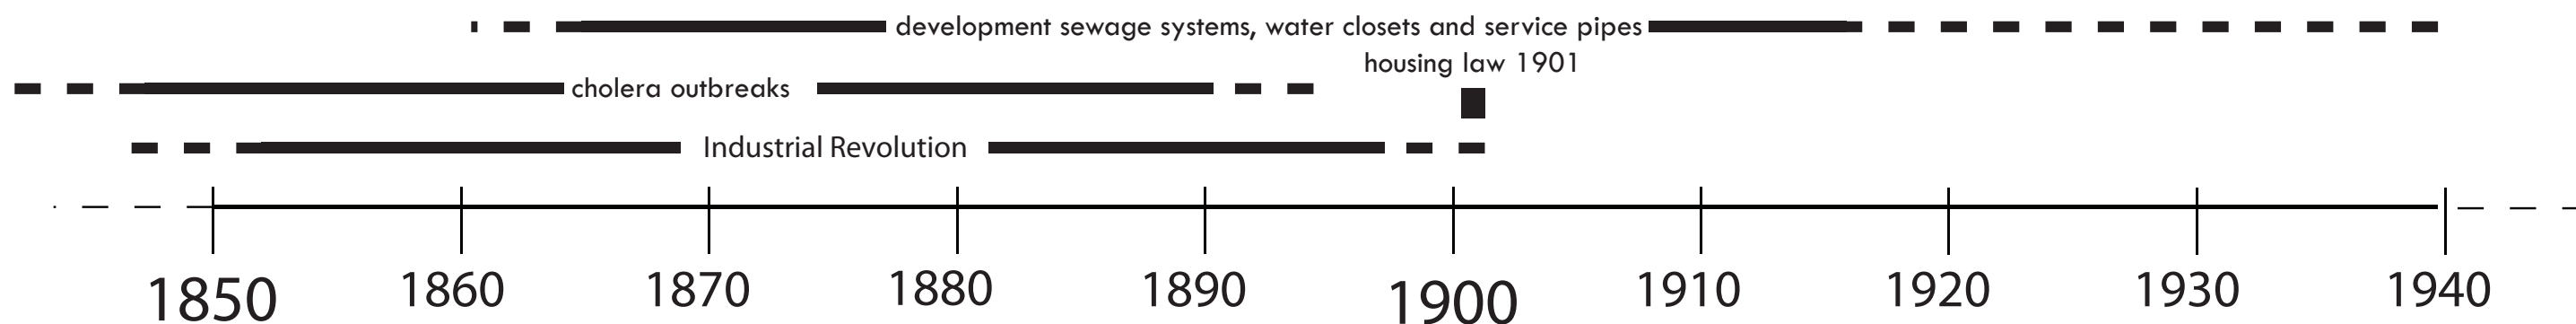 development sewage systems, water closets and service pipes
housing law 1901
cholera outbreaks
Industrial Revolution
1850 1860 1870 1880 1890 1900 1910 1920 1930 1940